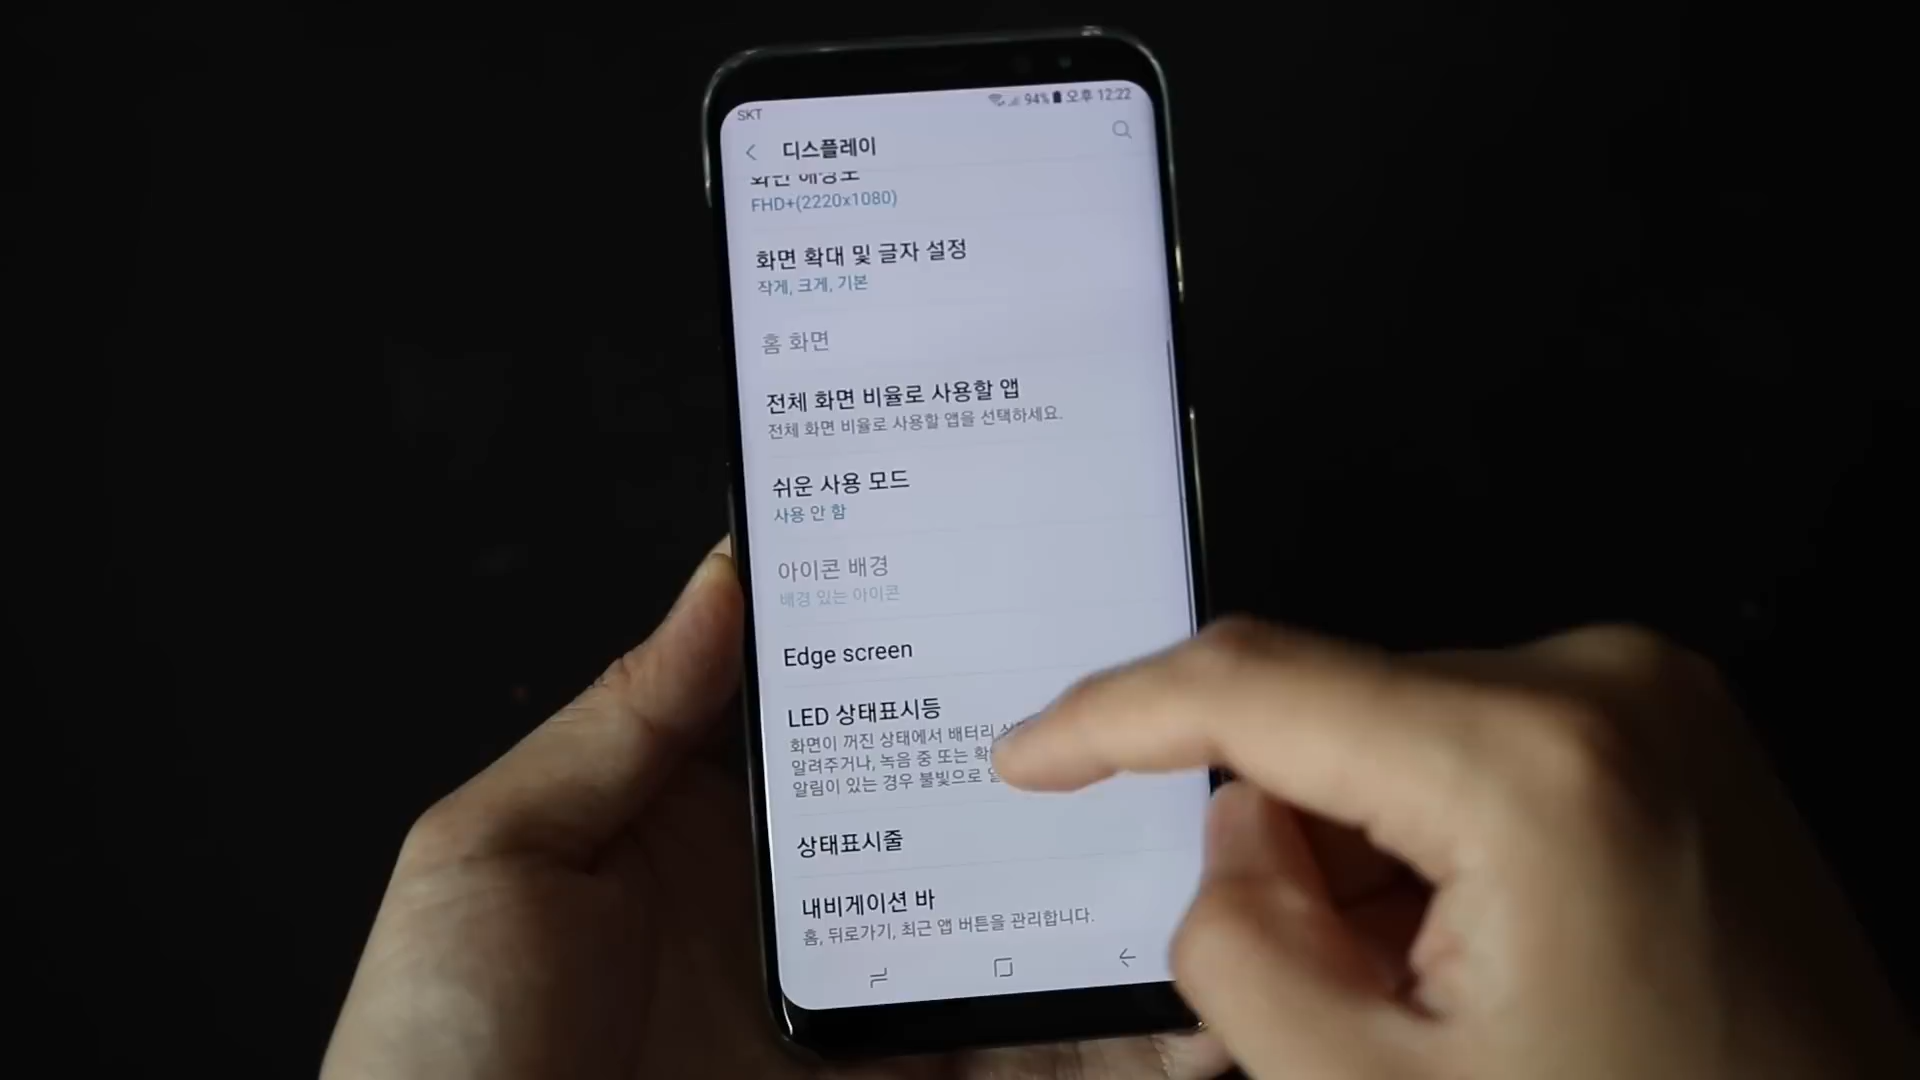 SKT 94% 오후 12:22
디스플레이
화면 해상도
FHD+(2220x1080)
화면 확대 및 글자 설정
작게, 크게, 기본
홈 화면
전체 화면 비율로 사용할 앱
전체 화면 비율로 사용할 앱을 선택하세요.
쉬운 사용 모드
사용 안 함
아이콘 배경
배경 있는 아이콘
Edge screen
LED 상태표시등
화면이 꺼진 상태에서 배터리
알려주거나, 녹음 중 또는
알림이 있는 경우 불빛으로
상태표시줄
내비게이션 바
홈, 뒤로가기, 최근 앱 버튼을 관리합니다.